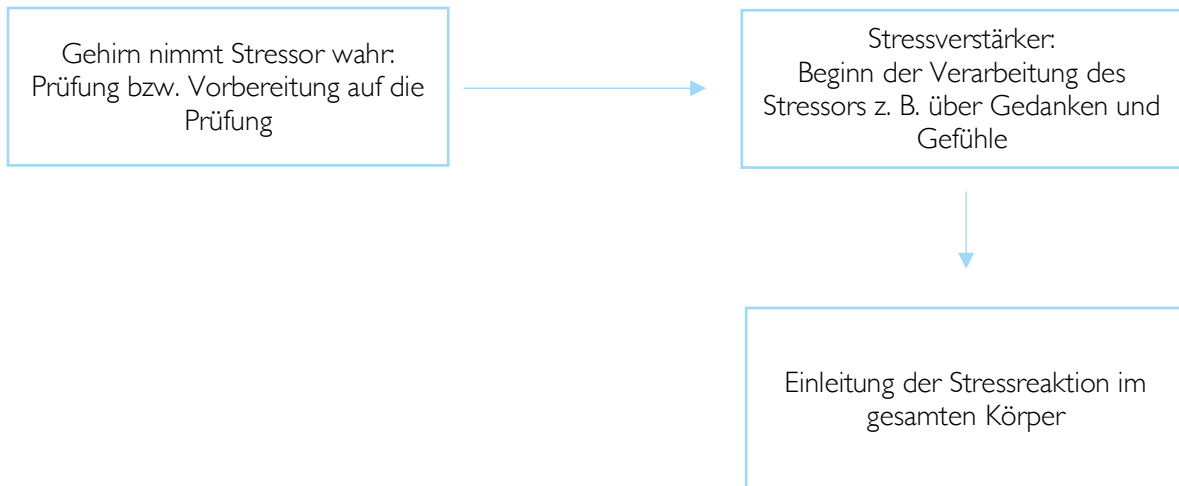 Gehirn nimmt Stressor wahr:
Prüfung bzw. Vorbereitung auf die
Prüfung
Stressverstärker:
Beginn der Verarbeitung des
Stressors z. B. über Gedanken und
Gefühle
Einleitung der Stressreaktion im
gesamten Körper